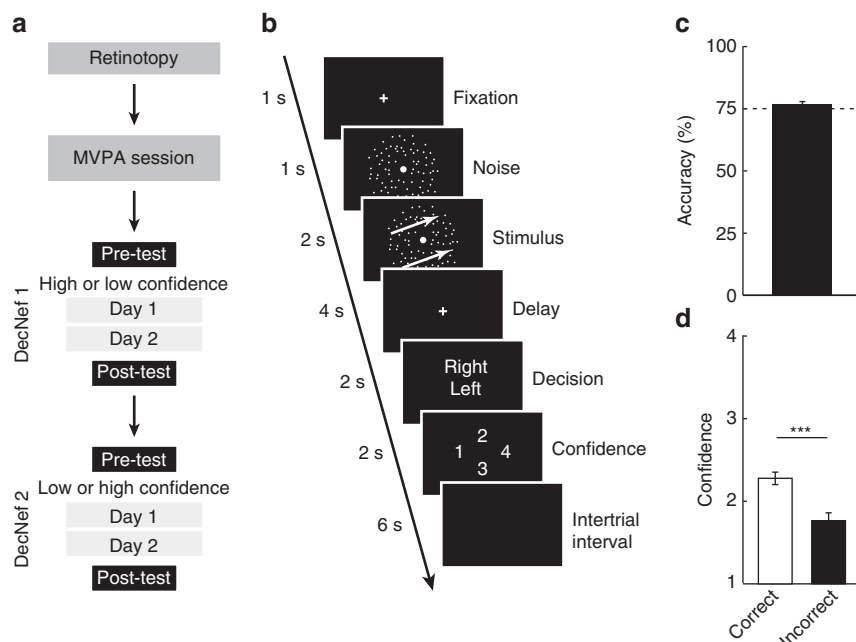 a
Retinotopy
MVPA session
DecNef 1
Pre-test
High or low confidence
Day 1
Day 2
Post-test
DecNef 2
Pre-test
Low or high confidence
Day 1
Day 2
Post-test
b
1 s
Fixation
1 s
Noise
2 s
Stimulus
4 s
Delay
2 s
Right
Left
Decision
2 s
2
1 4
3
Confidence
6 s
Intertrial
interval
c
Accuracy (%)
100
75
50
25
0
d
Confidence
4
3
2
1
***
Correct
Incorrect